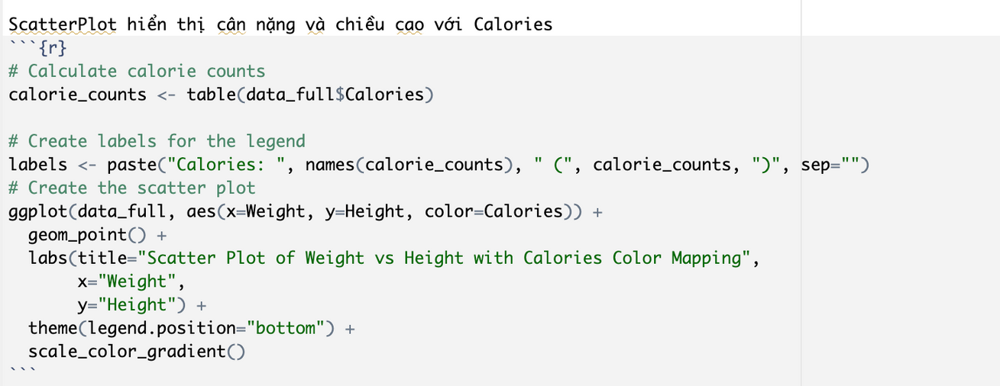 ScatterPlot hiển thị cân nặng và chiều cao với Calories
```{r}
# Calculate calorie counts
calorie_counts <- table(data_full$Calories)
# Create labels for the legend
labels <- paste("Calories: ", names(calorie_counts), " (", calorie_counts, ")", sep="")
# Create the scatter plot
ggplot(data_full, aes(x=Weight, y=Height, color=Calories)) +
  geom_point() +
  labs(title="Scatter Plot of Weight vs Height with Calories Color Mapping",
       x="Weight",
       y="Height") +
  theme(legend.position="bottom") +
  scale_color_gradient()
```